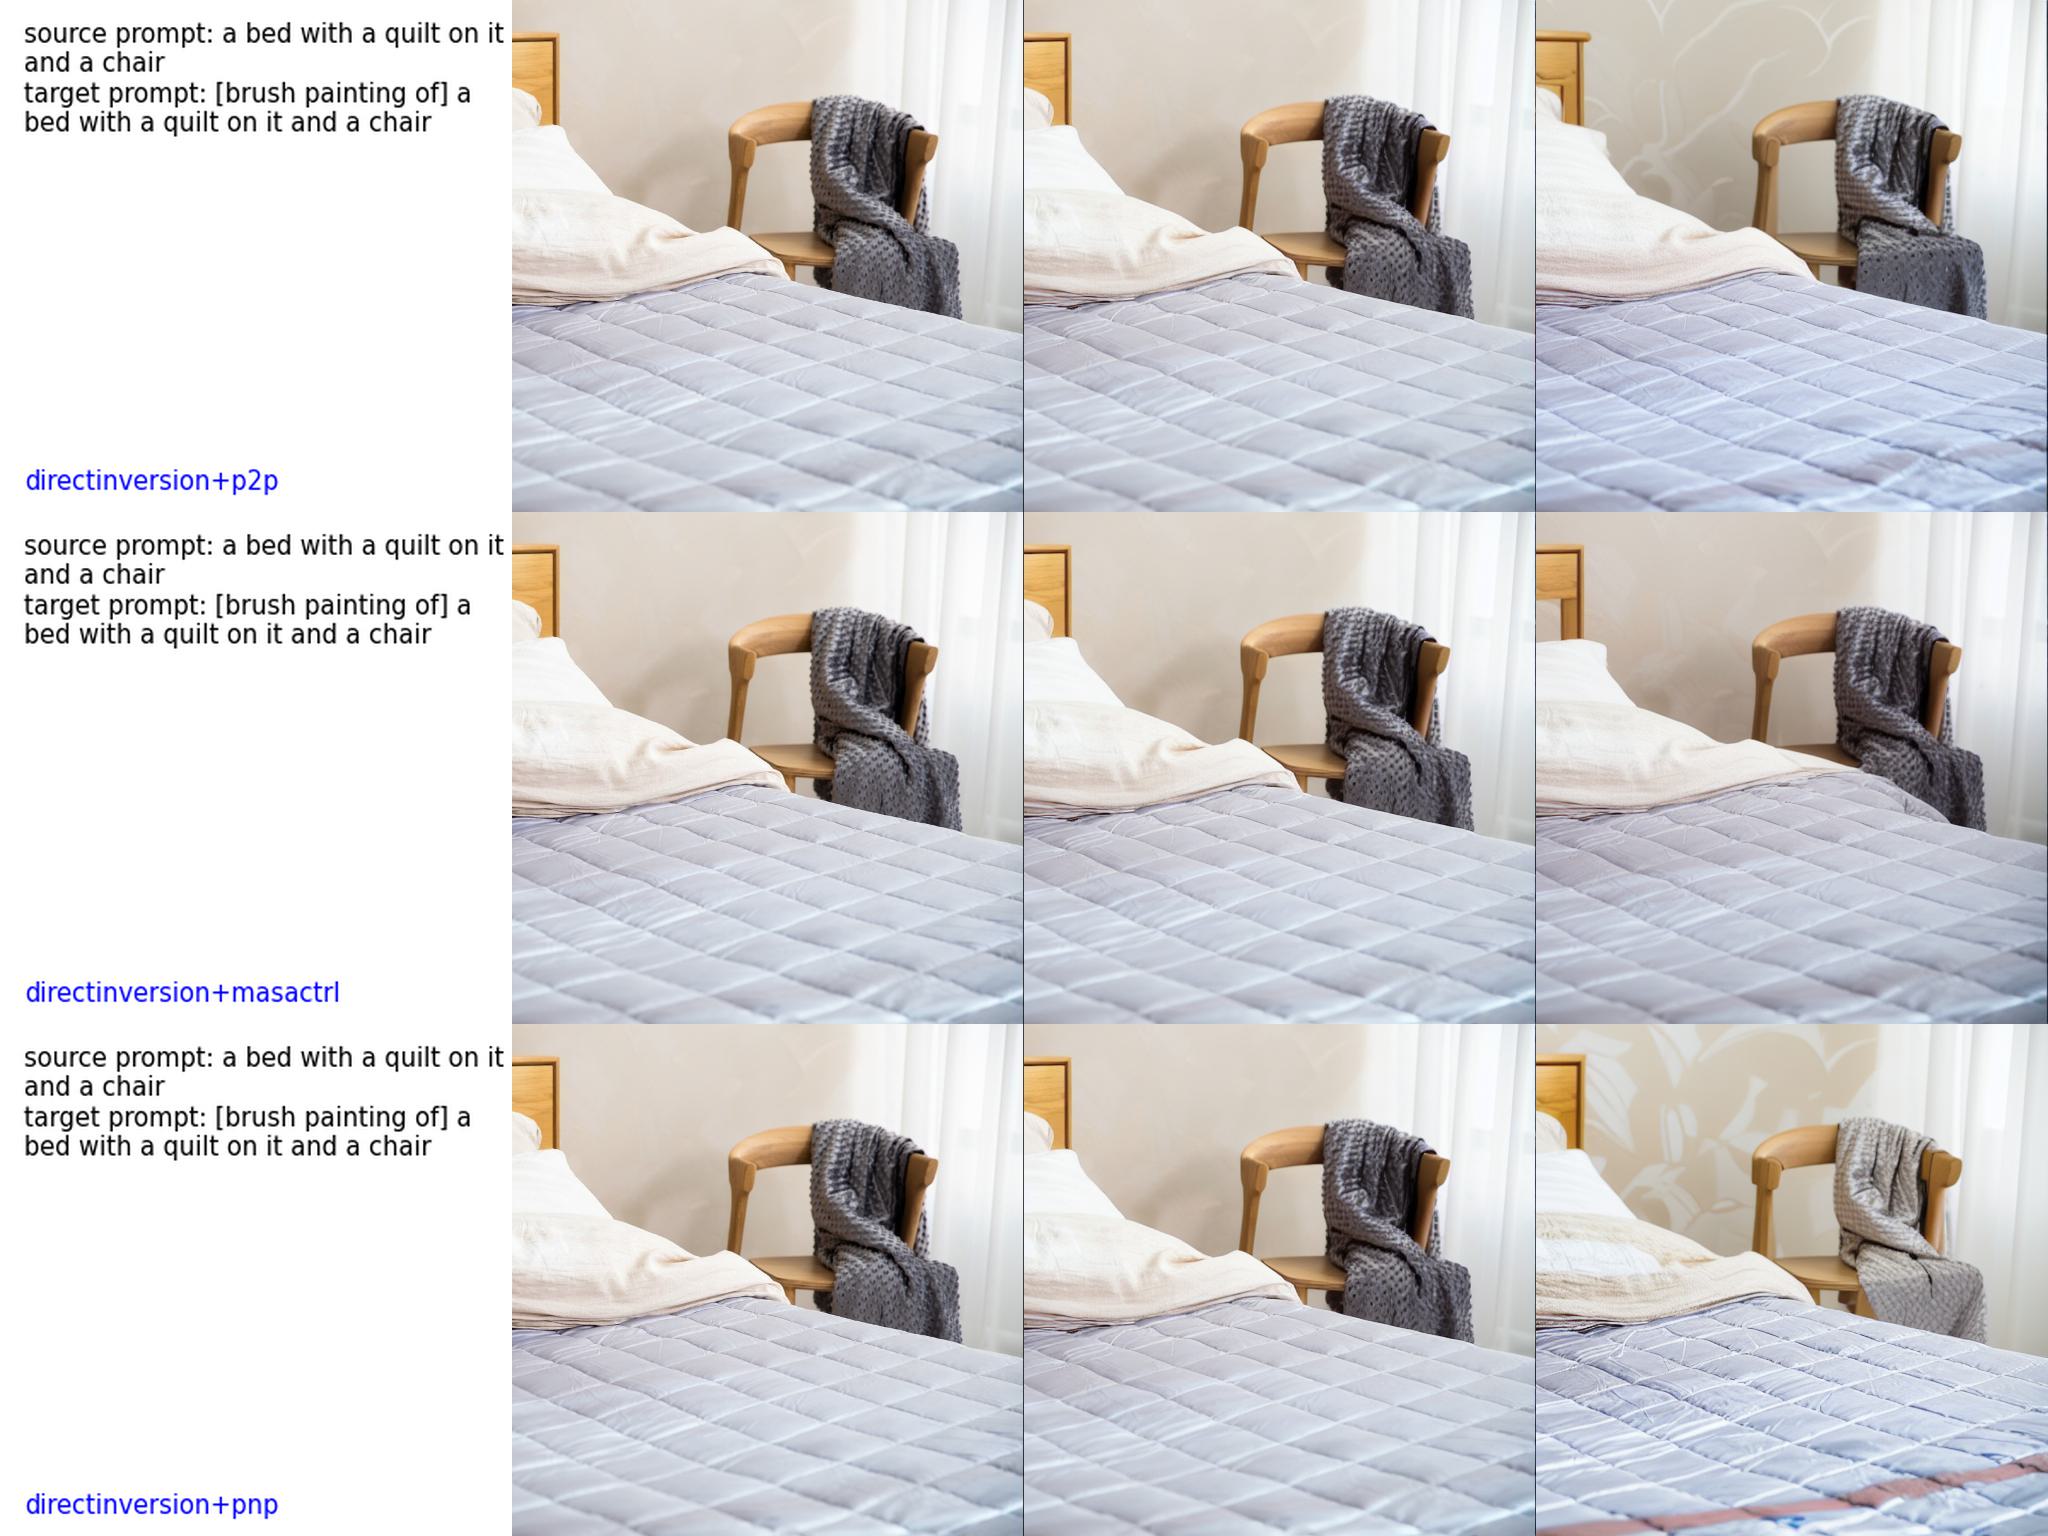 source prompt: a bed with a quilt on it
and a chair
target prompt: [brush painting of] a
bed with a quilt on it and a chair
directinversion+p2p
source prompt: a bed with a quilt on it
and a chair
target prompt: [brush painting of] a
bed with a quilt on it and a chair
directinversion+masactrl
source prompt: a bed with a quilt on it
and a chair
target prompt: [brush painting of] a
bed with a quilt on it and a chair
directinversion+pnp